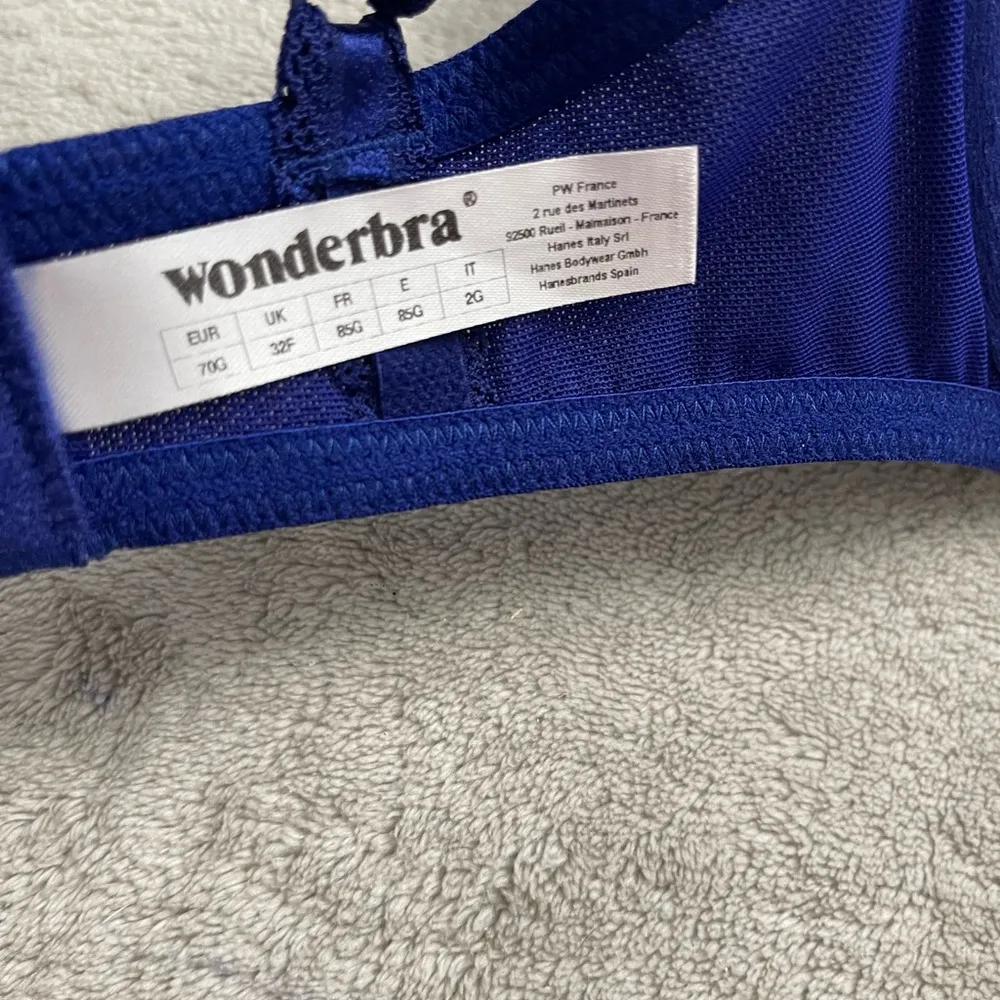 Wonderbra®
EUR UK FR E IT
70G 32F 85G 85G 2G
PW France
2 rue des Martinets
92500 Rueil - Malmaison - France
Hanes Italy Srl
Hanes Bodywear Gmbh
Hanesbrands Spain